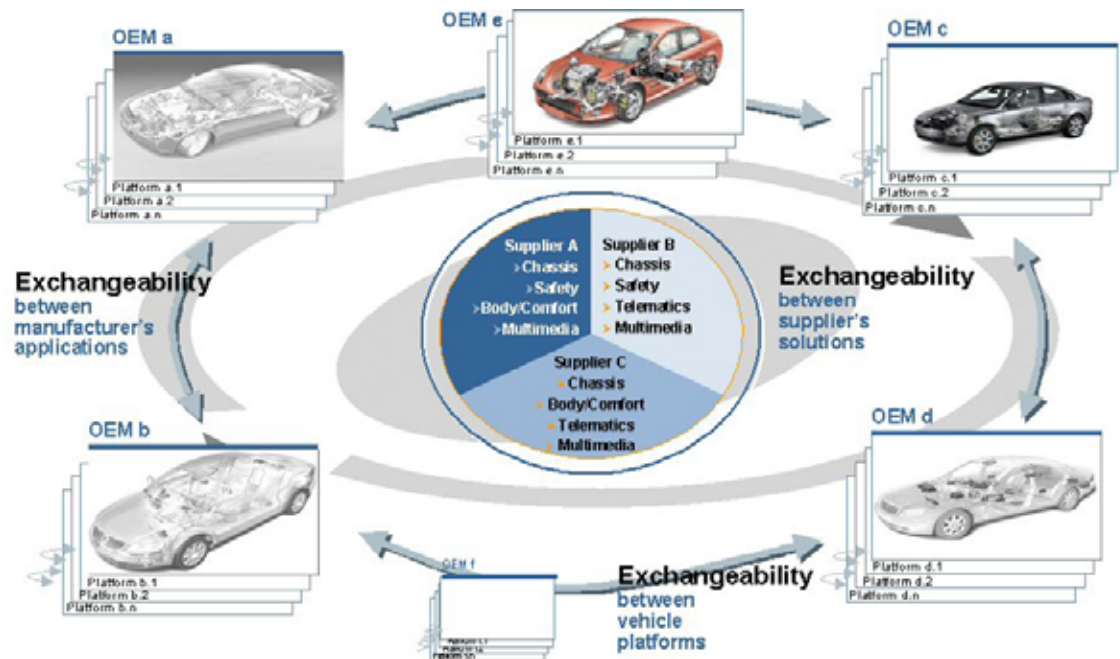 OEM a
Platform a.1
Platform a.2
Platform a.n
OEM e
Platform e.1
Platform e.2
Platform e.n
OEM c
Platform c.1
Platform c.2
Platform c.n
Exchangeability
between
manufacturer's
applications
Supplier A
Chassis
Safety
Body/Comfort
Multimedia
Supplier B
Chassis
Safety
Telematics
Multimedia
Supplier C
Chassis
Body/Comfort
Telematics
Multimedia
Exchangeability
between
supplier's
solutions
OEM b
Platform b.1
Platform b.2
Platform b.n
OEM f
Exchangeability
between
vehicle
platforms
OEM d
Platform d.1
Platform d.2
Platform d.n